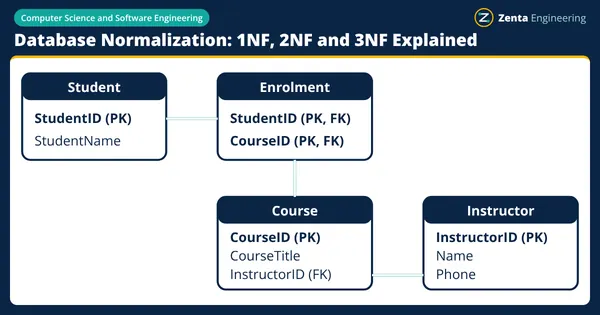 Computer Science and Software Engineering
Zenta Engineering
Database Normalization: 1NF, 2NF and 3NF Explained
Student
StudentID (PK)
StudentName
Enrolment
StudentID (PK, FK)
CourseID (PK, FK)
Course
CourseID (PK)
CourseTitle
InstructorID (FK)
Instructor
InstructorID (PK)
Name
Phone